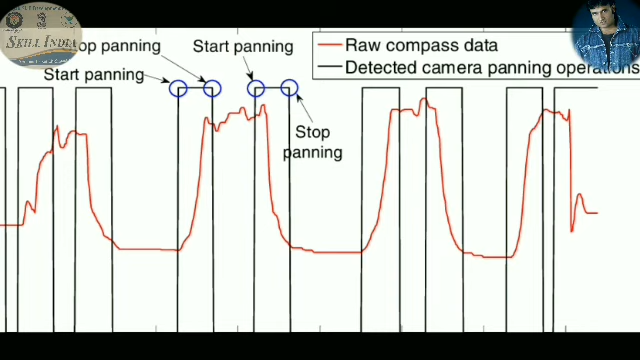 SKILL INDIA
Stop panning
Start panning
Start panning
Stop
panning
Raw compass data
Detected camera panning operations